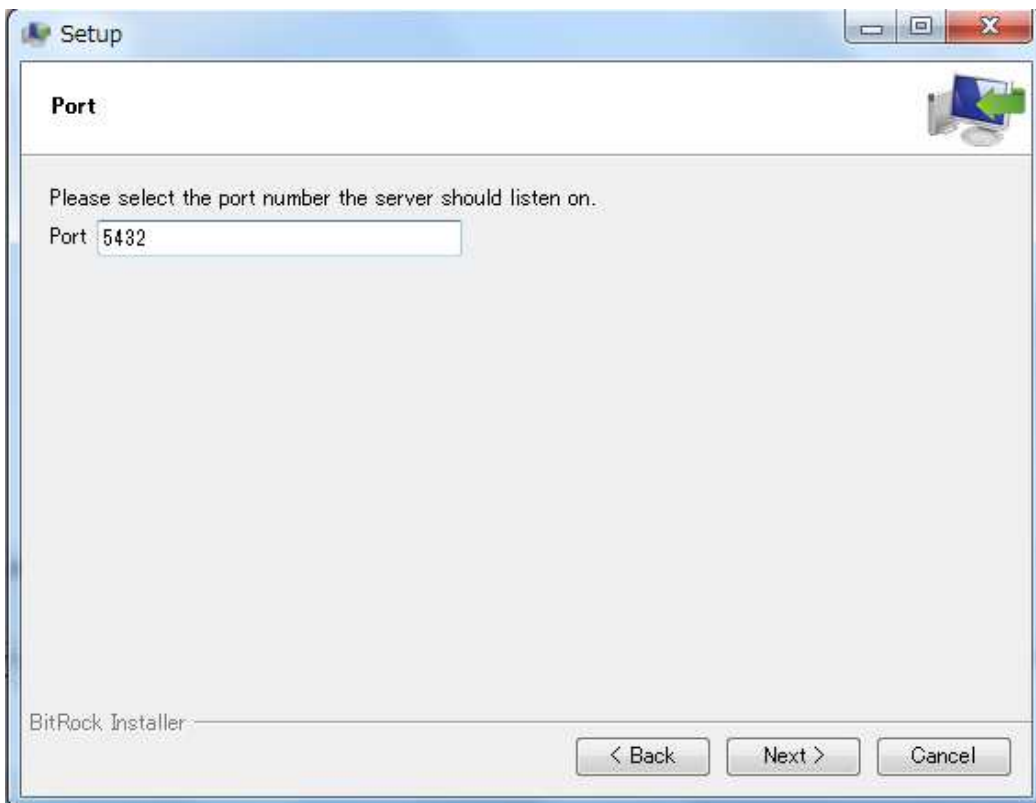 Setup
Port
Please select the port number the server should listen on.
Port 5432
BitRock Installer
< Back Next > Cancel